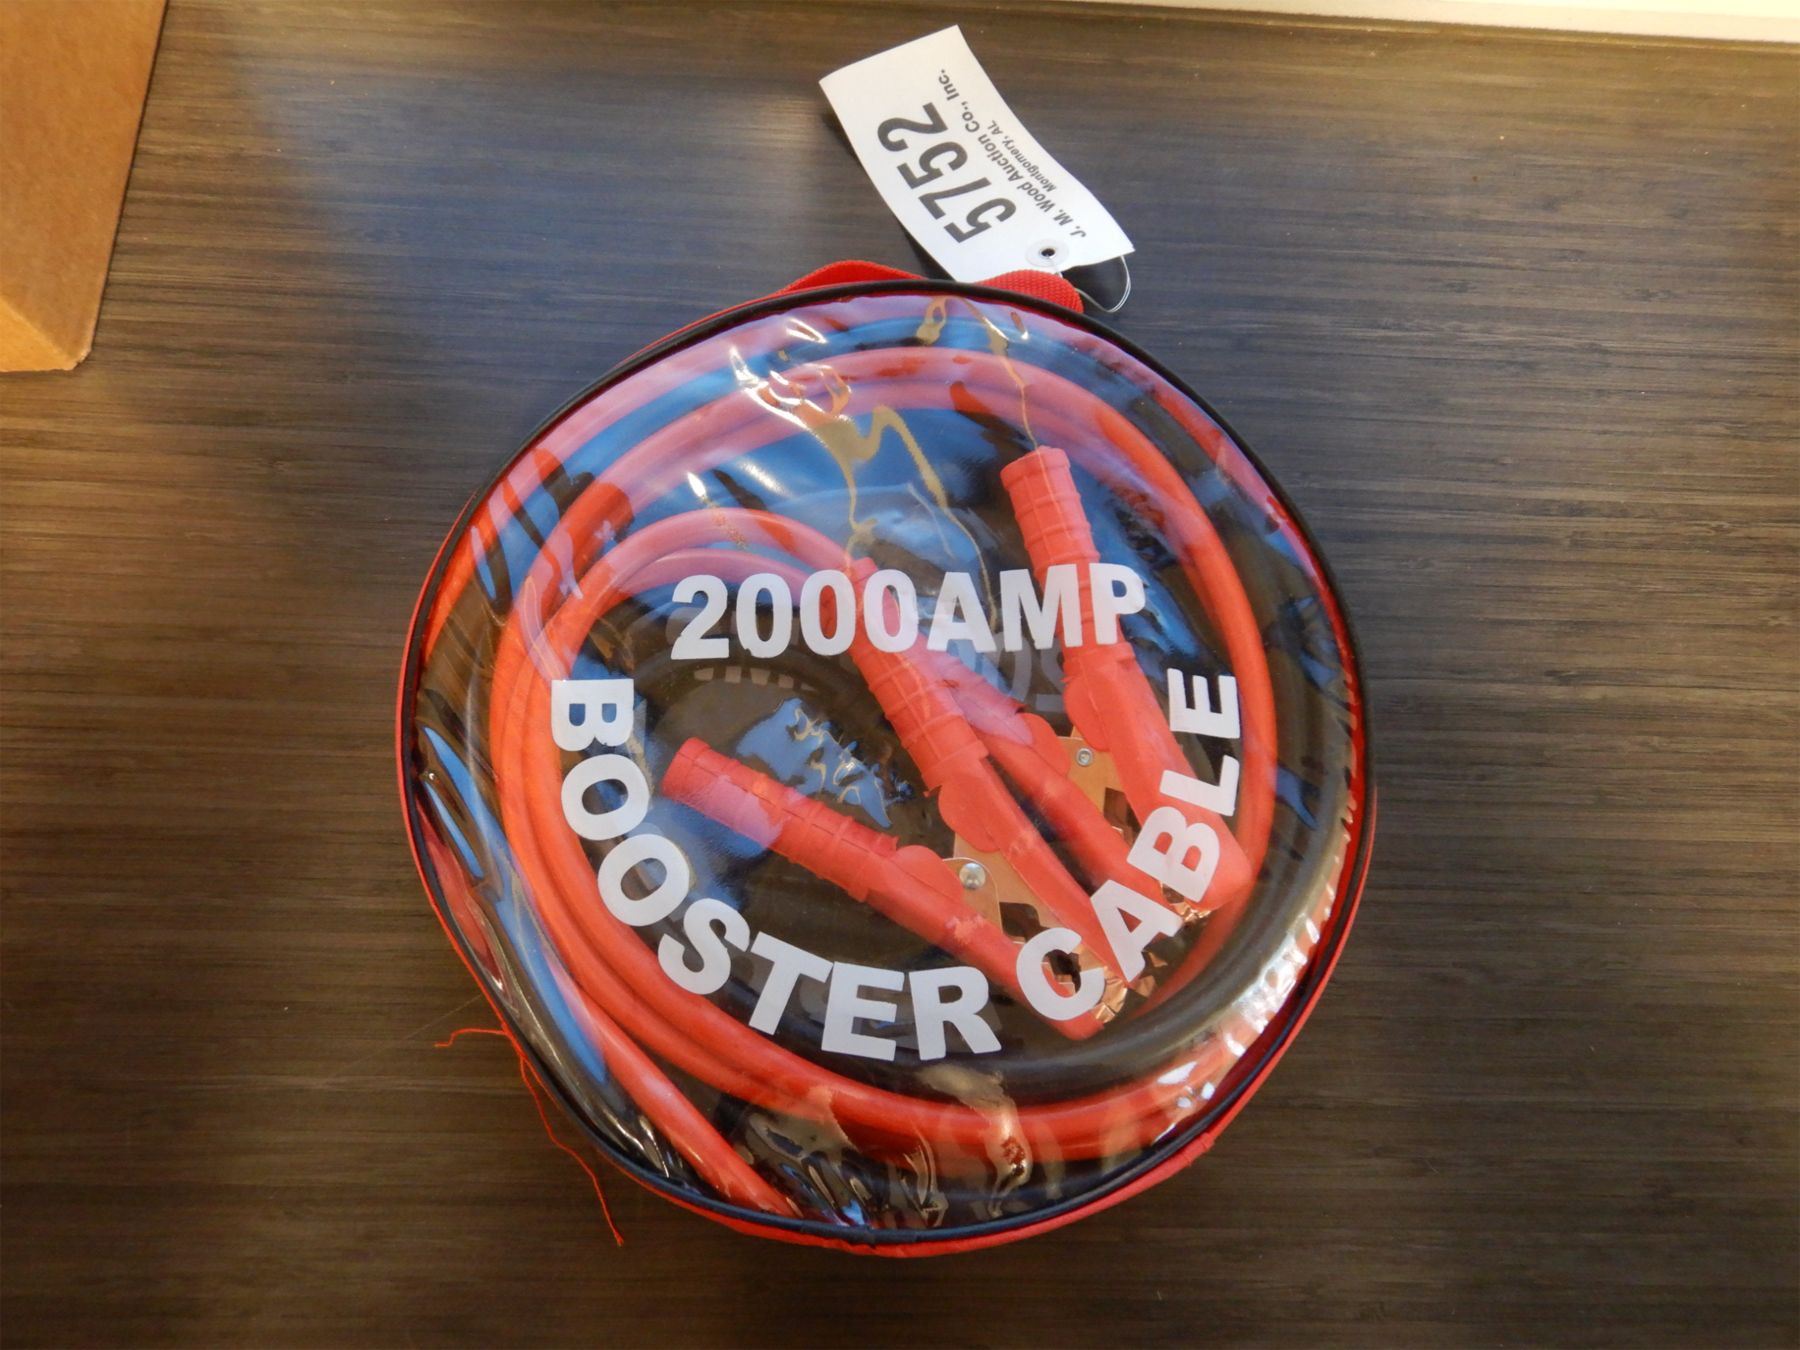 5752
J. M. Wood Auction Co., Inc.
Montgomery, AL
2000AMP
BOOSTER CABLE